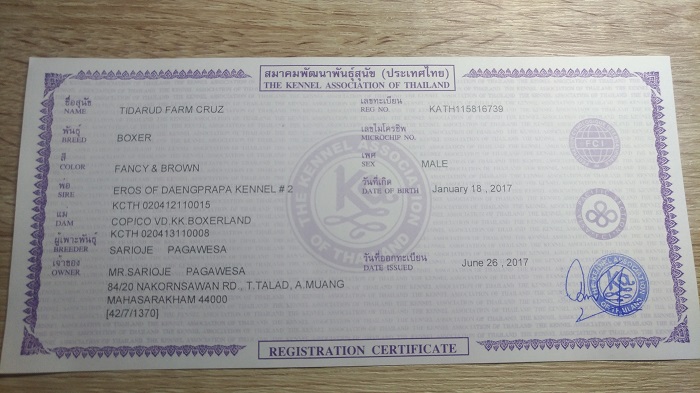 สมาคมพัฒนาพันธุ์สุนัข (ประเทศไทย)
THE KENNEL ASSOCIATION OF THAILAND
ชื่อสุนัข
NAME TIDARUD FARM CRUZ
เลขทะเบียน
REG NO. KATH115816739
พันธุ์
BREED BOXER
เลขไมโครชิพ
MICROCHIP NO.
สี
COLOR FANCY & BROWN
เพศ
SEX MALE
พ่อ
SIRE EROS OF DAENGPRAPA KENNEL # 2
KCTH 020412110015
วันที่เกิด
DATE OF BIRTH January 18 , 2017
แม่
DAM COPICO VD.KK BOXERLAND
KCTH 020413110008
ผู้เพาะพันธุ์
BREEDER SARIOJE PAGAWESA
เจ้าของ
OWNER MR.SARIOJE PAGAWESA
84/20 NAKORNSAWAN RD., T.TALAD, A.MUANG
MAHASARAKHAM 44000
[42/7/1370]
วันที่ออกทะเบียน
DATE ISSUED June 26 , 2017
THE KENNEL ASSOCIATION OF THAILAND
KA
FCI
REGISTRATION CERTIFICATE